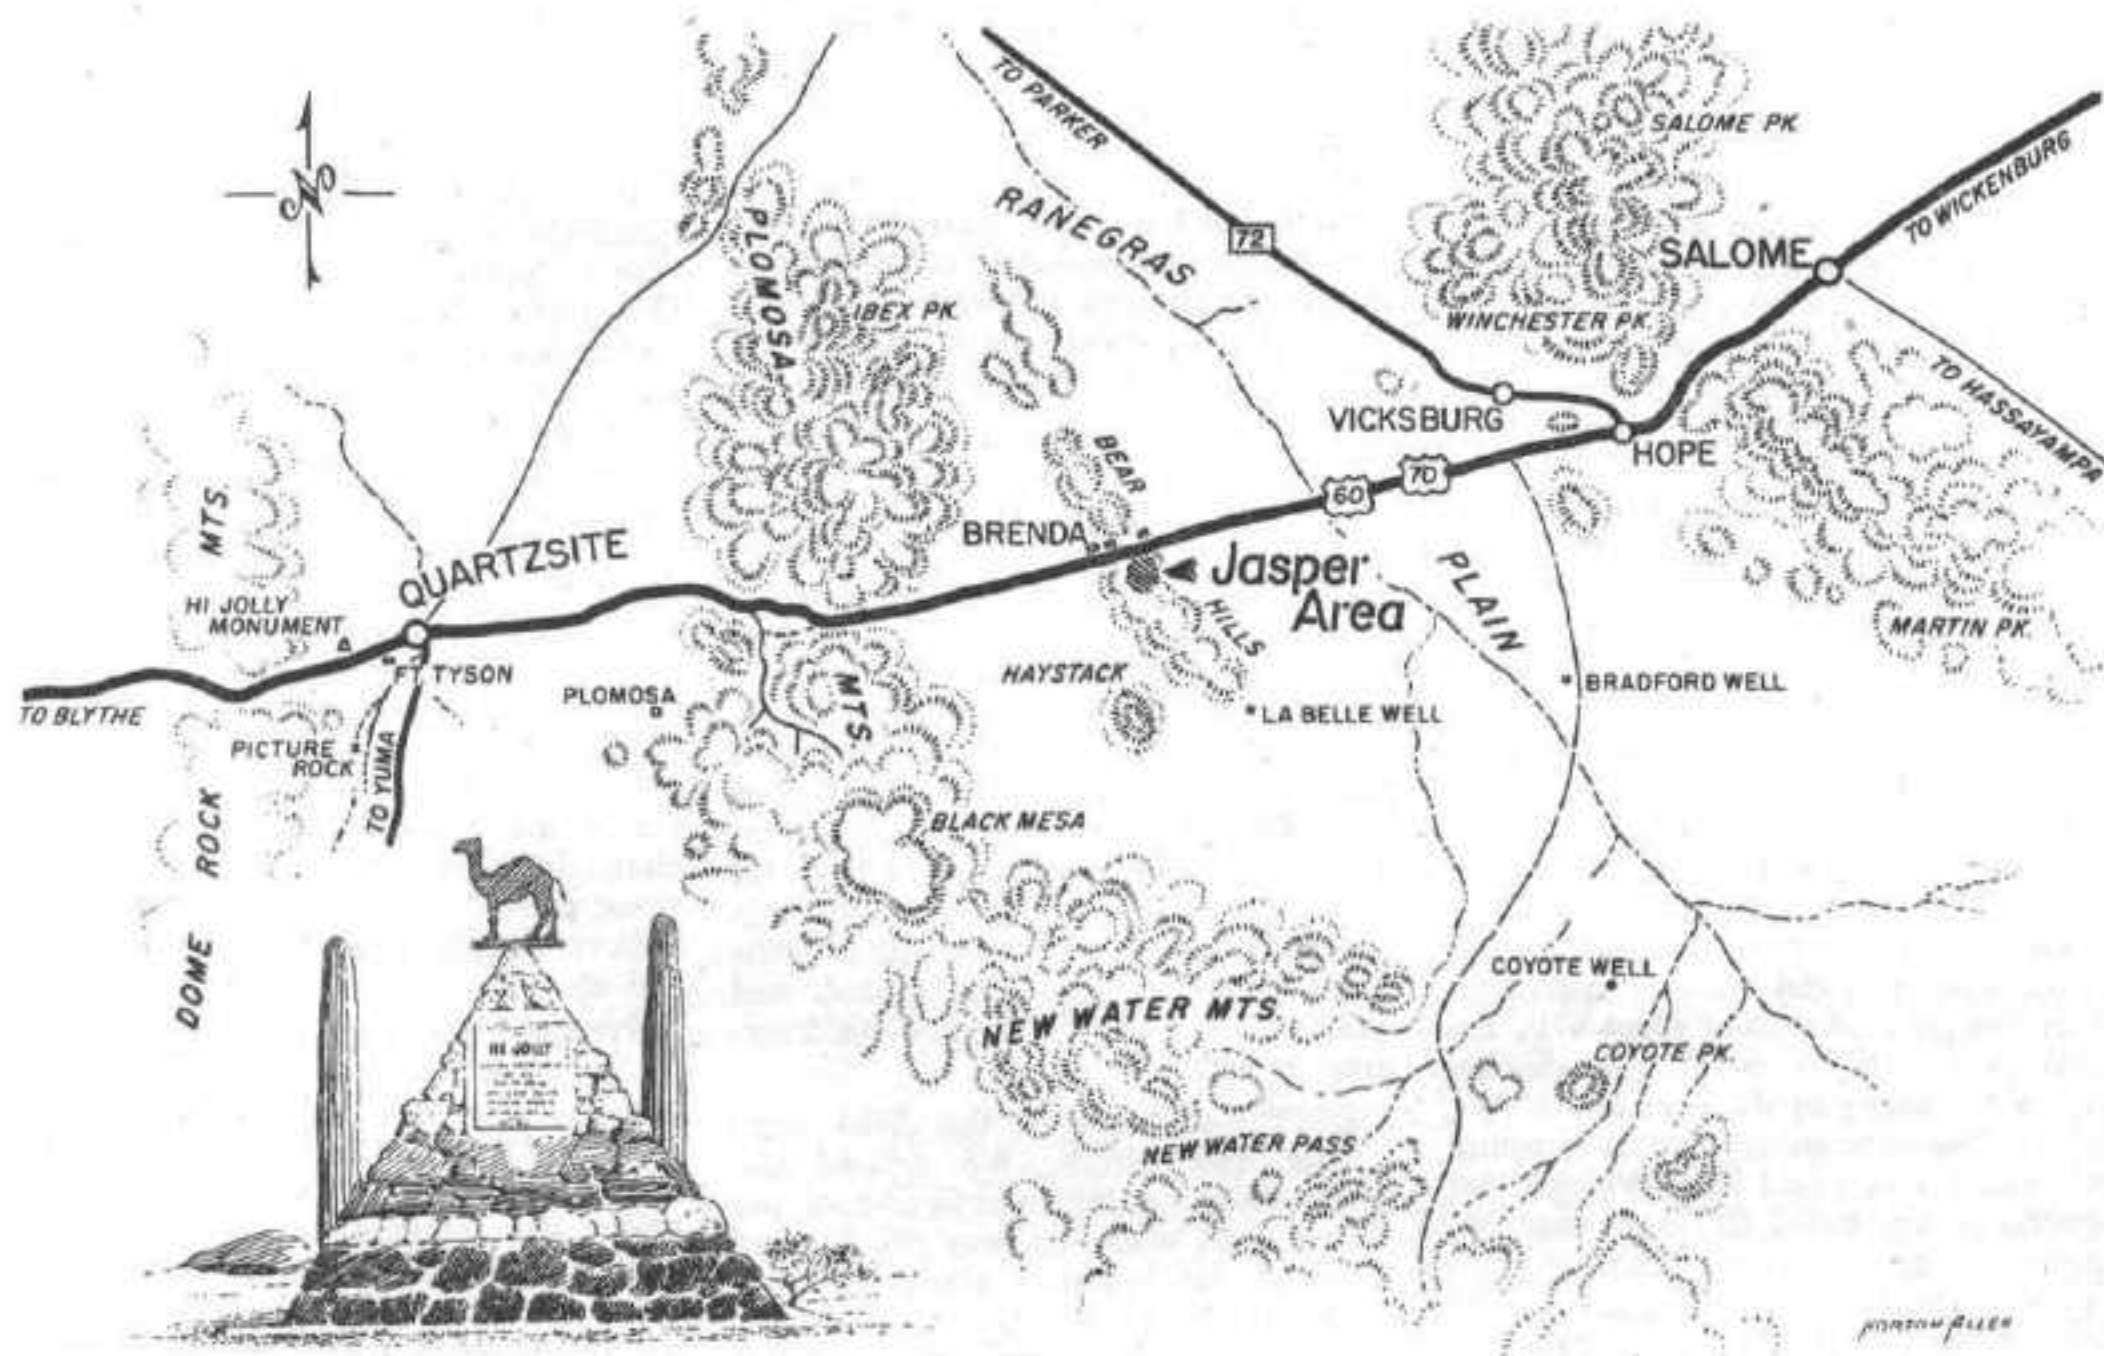 TO PARKER
SALOME PK.
TO WICKENBURG
RANEGRAS
72
N
PLOMOSA
SALOME
IBEX PK.
WINCHESTER PK.
TO HASSAYAMPA
VICKSBURG
HOPE
BEAR
70
60
MTS.
BRENDA
QUARTZSITE
Jasper
Area
PLAIN
HI JOLLY
MONUMENT
HILLS
MARTIN PK.
FT. TYSON
HAYSTACK
BRADFORD WELL
PLOMOSA
MTS.
LA BELLE WELL
TO BLYTHE
PICTURE
ROCK
TO YUMA
DOME ROCK
BLACK MESA
COYOTE WELL
NEW WATER MTS.
HI JOLLY
COYOTE PK.
NEW WATER PASS
NORTON ALLEN